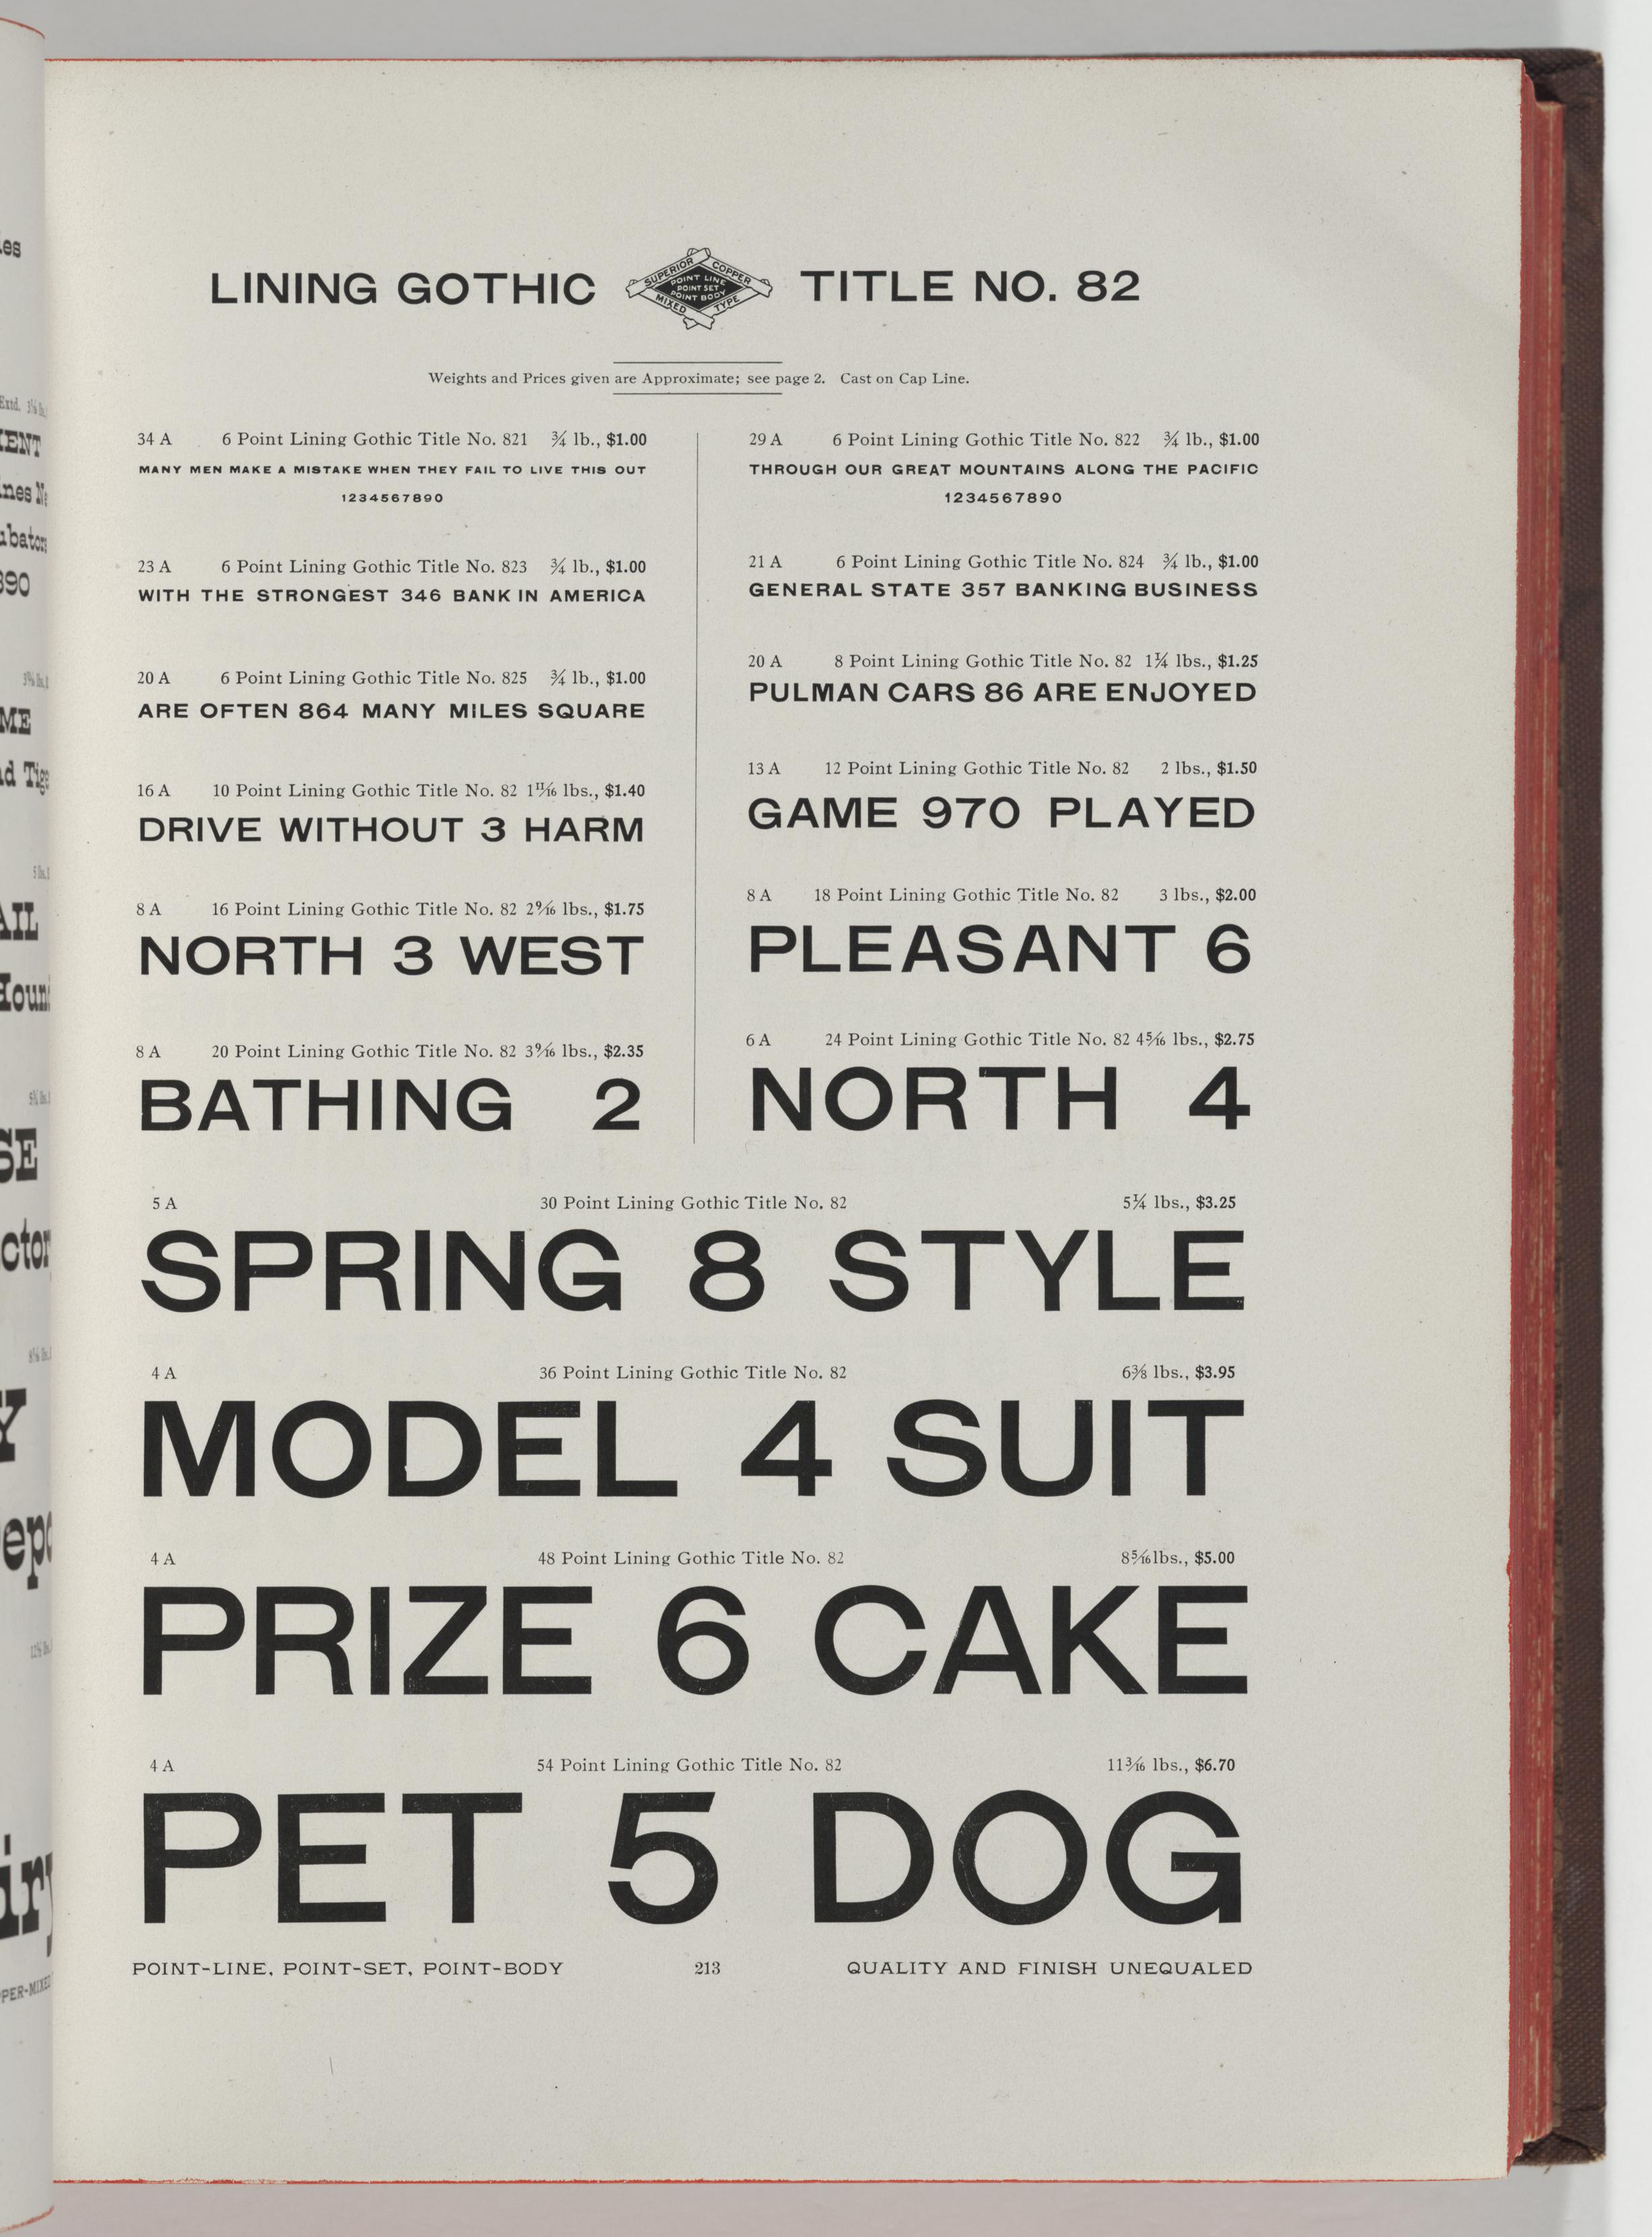 LINING GOTHIC TITLE NO. 82
SUPERIOR COPPER
MIXED TYPE
POINT LINE
POINT SET
POINT BODY
Weights and Prices given are Approximate; see page 2. Cast on Cap Line.
34 A 6 Point Lining Gothic Title No. 821 ¾ lb., $1.00
MANY MEN MAKE A MISTAKE WHEN THEY FAIL TO LIVE THIS OUT
1234567890
23 A 6 Point Lining Gothic Title No. 823 ¾ lb., $1.00
WITH THE STRONGEST 346 BANK IN AMERICA
20 A 6 Point Lining Gothic Title No. 825 ¾ lb., $1.00
ARE OFTEN 864 MANY MILES SQUARE
16 A 10 Point Lining Gothic Title No. 82 1 11/16 lbs., $1.40
DRIVE WITHOUT 3 HARM
8 A 16 Point Lining Gothic Title No. 82 2 9/16 lbs., $1.75
NORTH 3 WEST
8 A 20 Point Lining Gothic Title No. 82 3 9/16 lbs., $2.35
BATHING 2
29 A 6 Point Lining Gothic Title No. 822 ¾ lb., $1.00
THROUGH OUR GREAT MOUNTAINS ALONG THE PACIFIC
1234567890
21 A 6 Point Lining Gothic Title No. 824 ¾ lb., $1.00
GENERAL STATE 357 BANKING BUSINESS
20 A 8 Point Lining Gothic Title No. 82 1¼ lbs., $1.25
PULMAN CARS 86 ARE ENJOYED
13 A 12 Point Lining Gothic Title No. 82 2 lbs., $1.50
GAME 970 PLAYED
8 A 18 Point Lining Gothic Title No. 82 3 lbs., $2.00
PLEASANT 6
6 A 24 Point Lining Gothic Title No. 82 4 5/16 lbs., $2.75
NORTH 4
5 A 30 Point Lining Gothic Title No. 82 5¼ lbs., $3.25
SPRING 8 STYLE
4 A 36 Point Lining Gothic Title No. 82 6⅜ lbs., $3.95
MODEL 4 SUIT
4 A 48 Point Lining Gothic Title No. 82 8 5/16 lbs., $5.00
PRIZE 6 CAKE
4 A 54 Point Lining Gothic Title No. 82 11 3/16 lbs., $6.70
PET 5 DOG
POINT-LINE, POINT-SET, POINT-BODY 213 QUALITY AND FINISH UNEQUALED